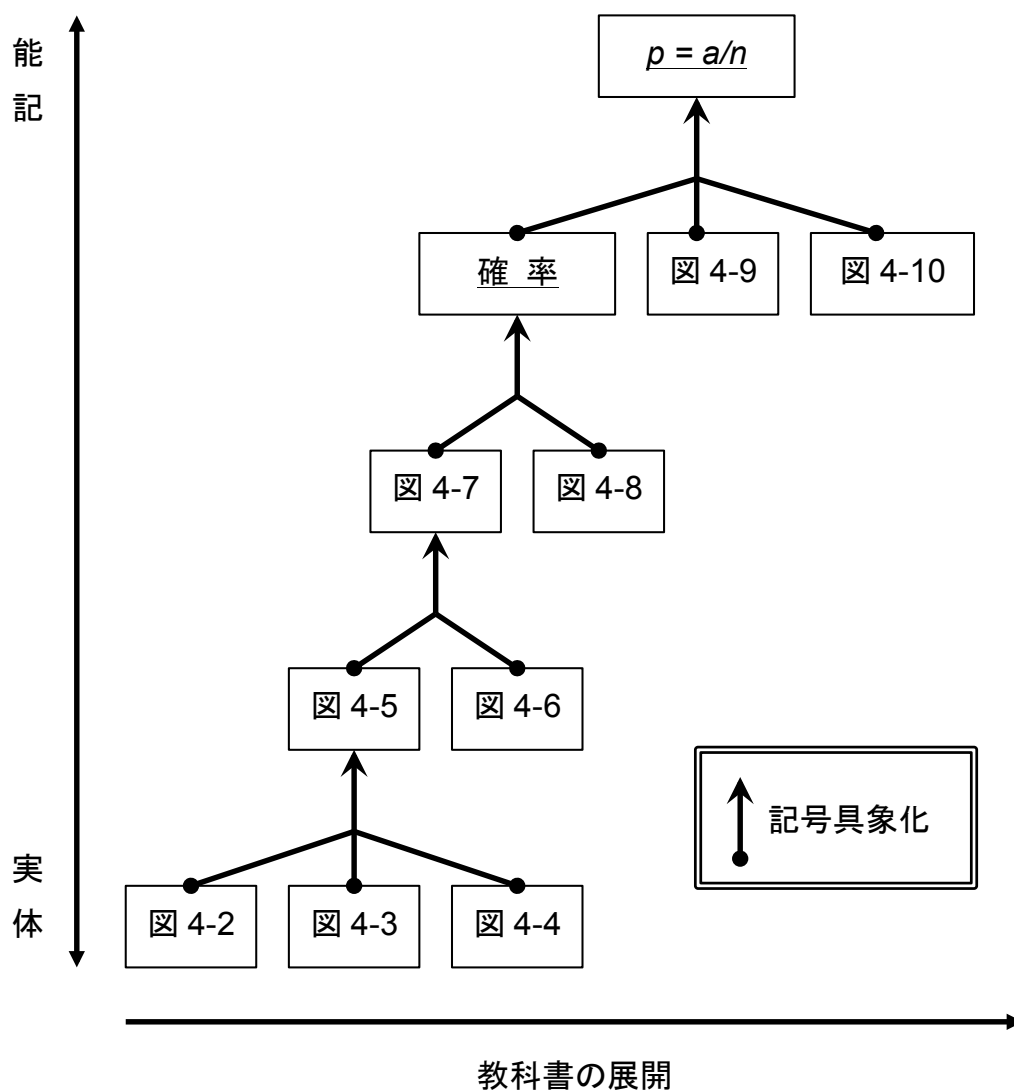 能
記
p = a/n
確 率
図 4-9
図 4-10
図 4-7
図 4-8
図 4-5
図 4-6
記号具象化
実
体
図 4-2
図 4-3
図 4-4
教科書の展開